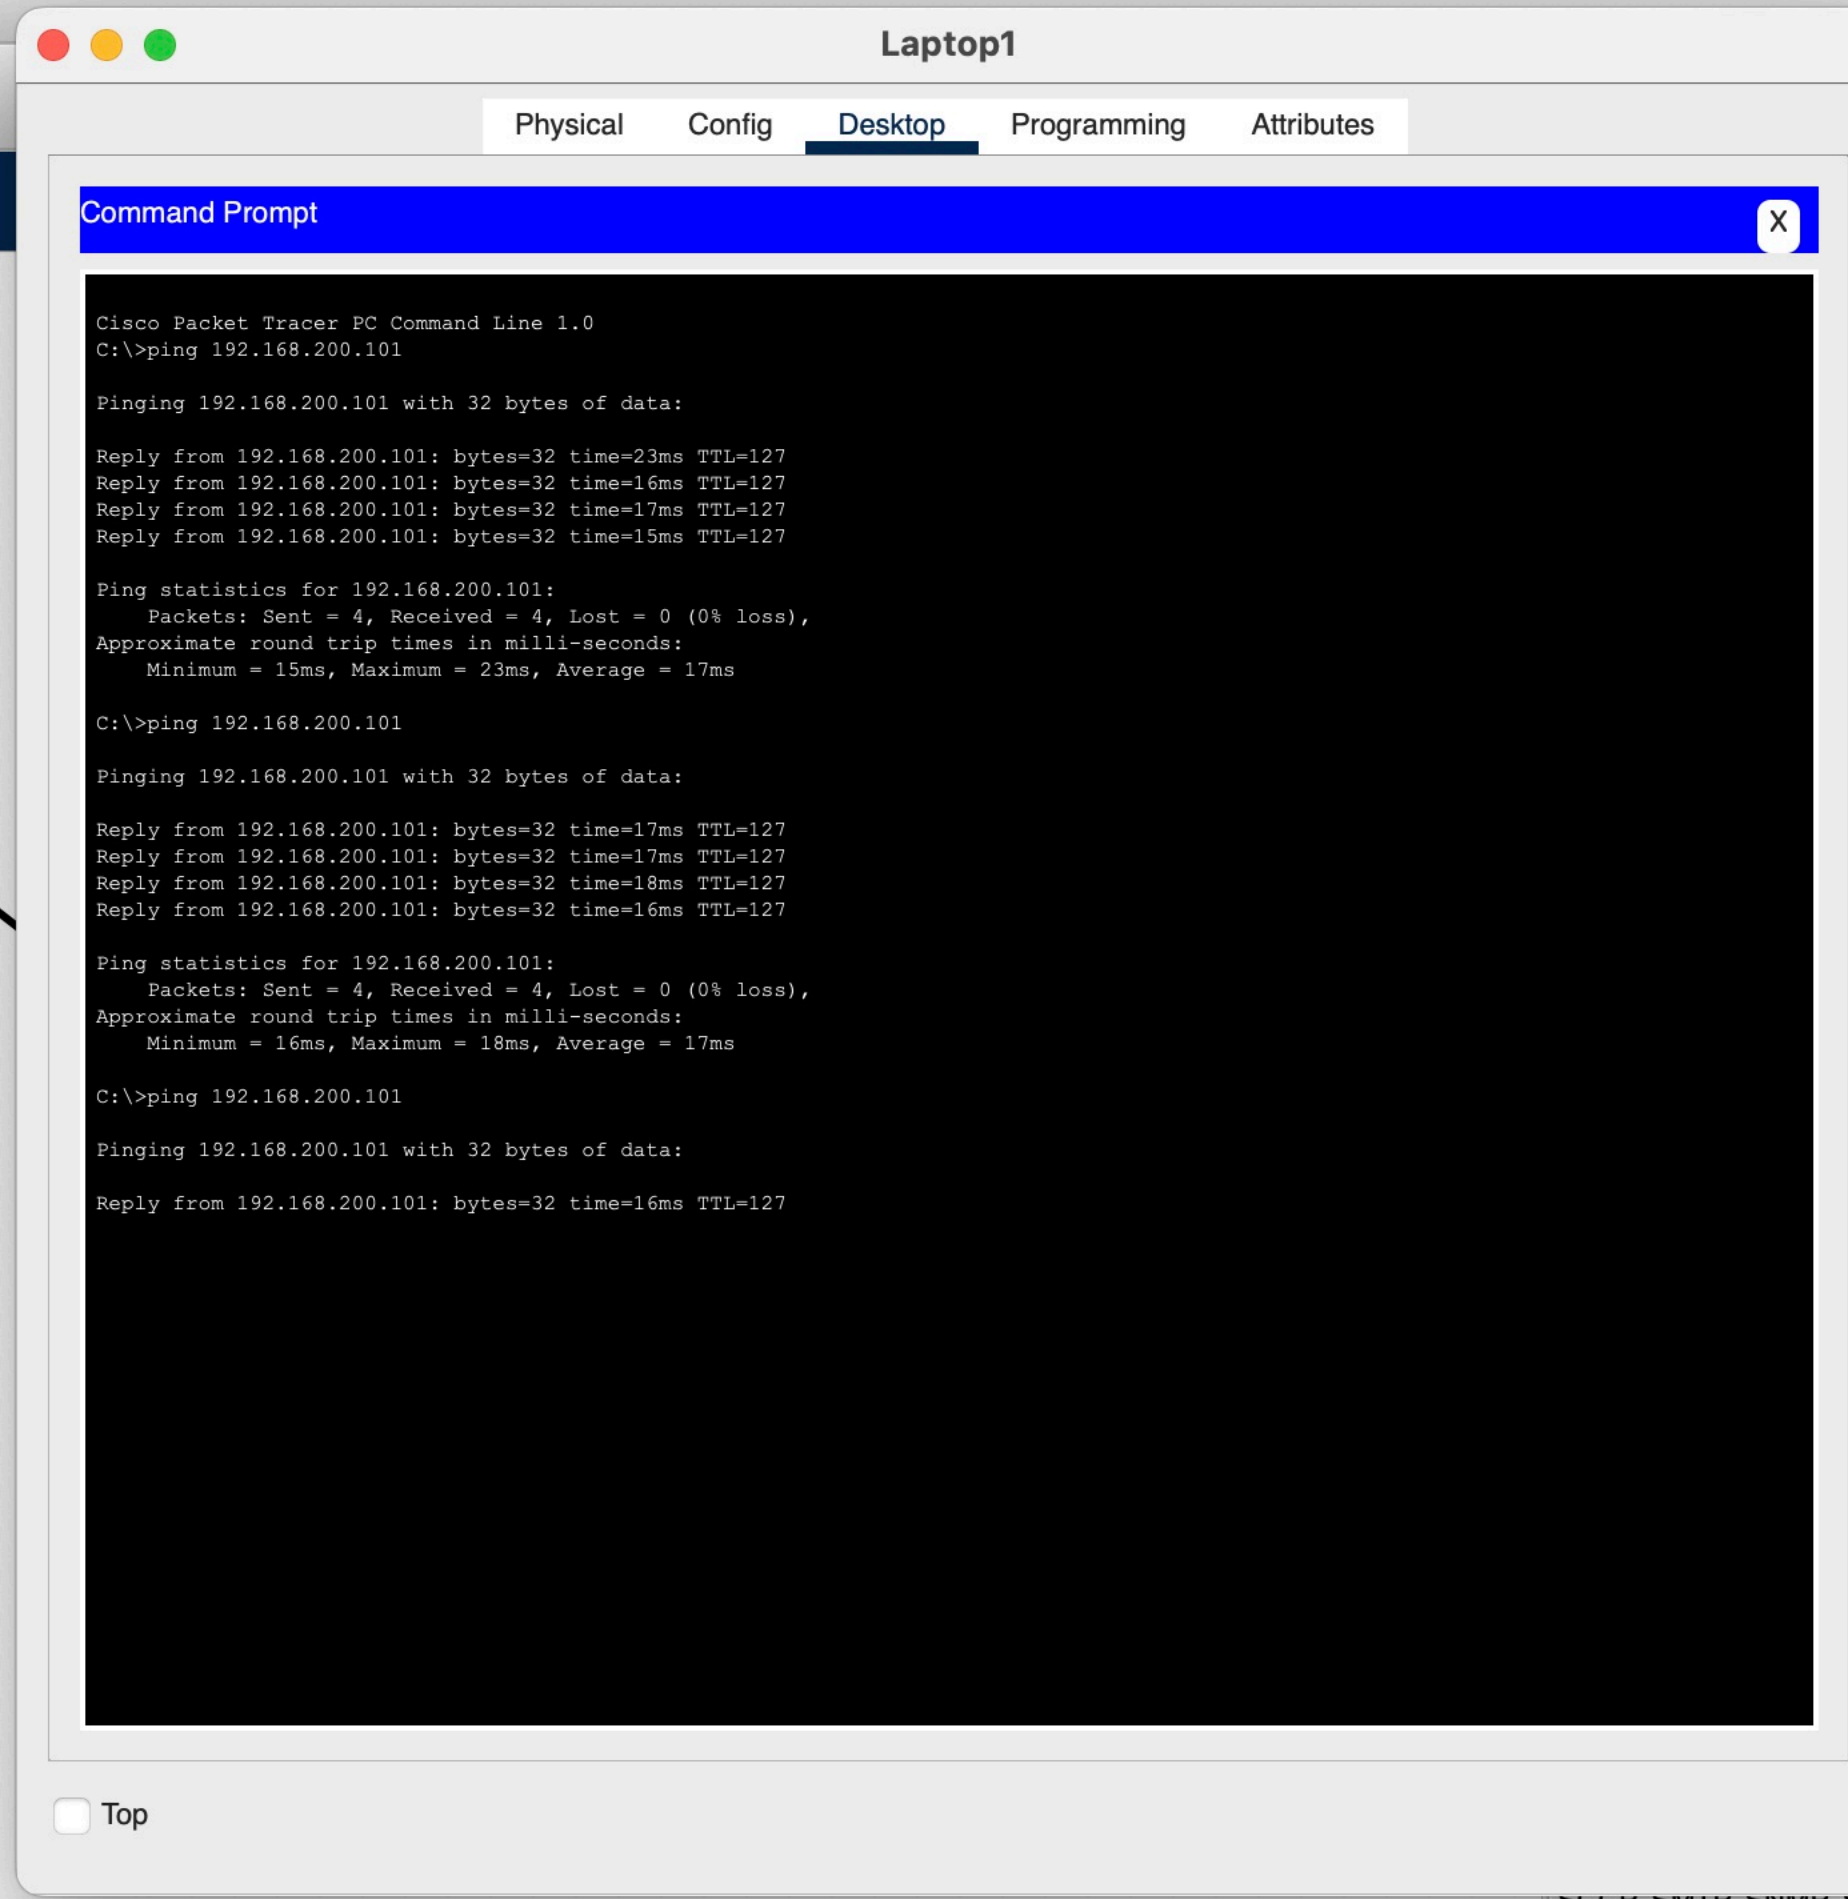 Laptop1
Physical Config Desktop Programming Attributes
Command Prompt
X
Cisco Packet Tracer PC Command Line 1.0
C:\>ping 192.168.200.101
Pinging 192.168.200.101 with 32 bytes of data:
Reply from 192.168.200.101: bytes=32 time=23ms TTL=127
Reply from 192.168.200.101: bytes=32 time=16ms TTL=127
Reply from 192.168.200.101: bytes=32 time=17ms TTL=127
Reply from 192.168.200.101: bytes=32 time=15ms TTL=127
Ping statistics for 192.168.200.101:
Packets: Sent = 4, Received = 4, Lost = 0 (0% loss),
Approximate round trip times in milli-seconds:
Minimum = 15ms, Maximum = 23ms, Average = 17ms
C:\>ping 192.168.200.101
Pinging 192.168.200.101 with 32 bytes of data:
Reply from 192.168.200.101: bytes=32 time=17ms TTL=127
Reply from 192.168.200.101: bytes=32 time=17ms TTL=127
Reply from 192.168.200.101: bytes=32 time=18ms TTL=127
Reply from 192.168.200.101: bytes=32 time=16ms TTL=127
Ping statistics for 192.168.200.101:
Packets: Sent = 4, Received = 4, Lost = 0 (0% loss),
Approximate round trip times in milli-seconds:
Minimum = 16ms, Maximum = 18ms, Average = 17ms
C:\>ping 192.168.200.101
Pinging 192.168.200.101 with 32 bytes of data:
Reply from 192.168.200.101: bytes=32 time=16ms TTL=127
Top